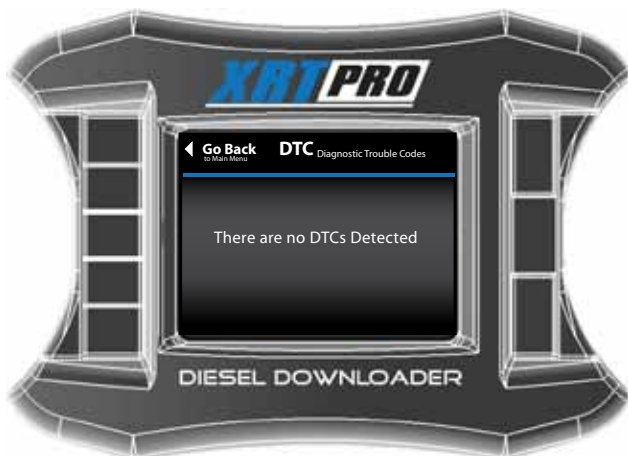 XRT PRO
Go Back DTC Diagnostic Trouble Codes
to Main Menu
There are no DTCs Detected
DIESEL DOWNLOADER